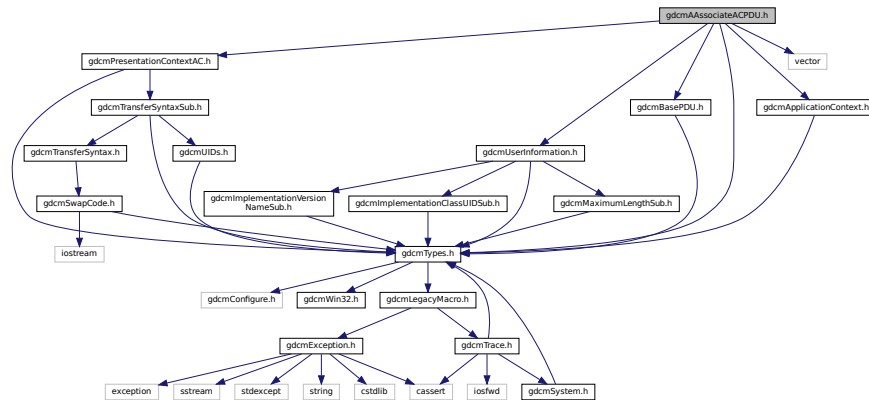 gdcmAAssociateACPDU.h
gdcmPresentationContextAC.h
vector
gdcmTransferSyntaxSub.h
gdcmBasePDU.h
gdcmApplicationContext.h
gdcmTransferSyntax.h
gdcmUIDs.h
gdcmUserInformation.h
gdcmImplementationVersion
NameSub.h
gdcmImplementationClassUIDSub.h
gdcmMaximumLengthSub.h
gdcmSwapCode.h
iostream
gdcmTypes.h
gdcmConfigure.h
gdcmWin32.h
gdcmLegacyMacro.h
gdcmException.h
gdcmTrace.h
exception
sstream
stdexcept
string
cstdlib
cassert
iosfwd
gdcmSystem.h